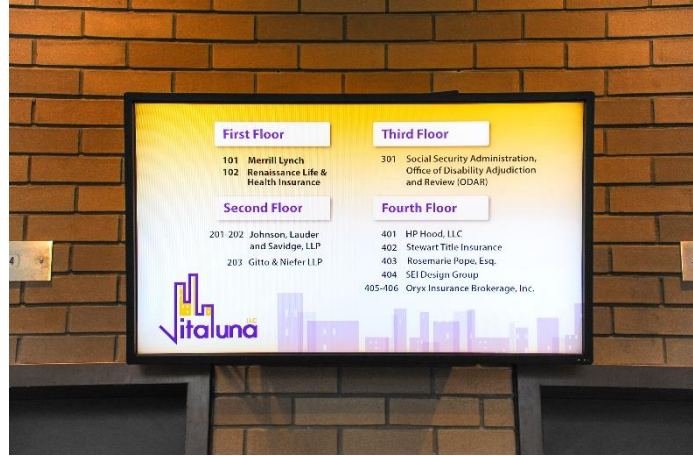 First Floor
101 Merrill Lynch
102 Renaissance Life &
Health Insurance
Second Floor
201-202 Johnson, Lauder
and Savidge, LLP
203 Gitto & Niefer LLP
Third Floor
301 Social Security Administration,
Office of Disability Adjudiction
and Review (ODAR)
Fourth Floor
401 HP Hood, LLC
402 Stewart Title Insurance
403 Rosemarie Pope, Esq.
404 SEI Design Group
405-406 Oryx Insurance Brokerage, Inc.
Vitaluna LLC
4